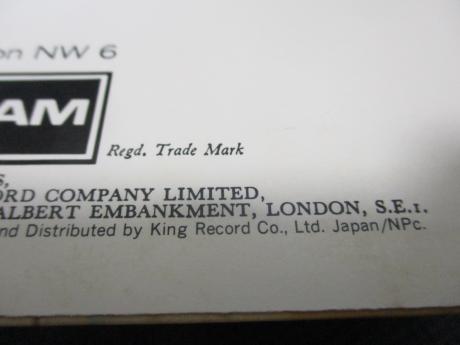 on NW 6
AM
Regd. Trade Mark
S,
ORD COMPANY LIMITED,
ALBERT EMBANKMENT, LONDON, S.E.1.
nd Distributed by King Record Co., Ltd. Japan/NPc.